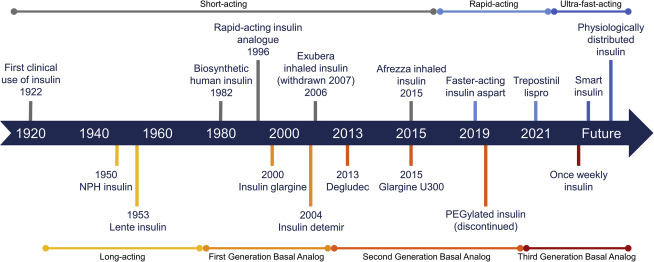 Short-acting
Rapid-acting
Ultra-fast-acting
First clinical
use of insulin
1922
Biosynthetic
human insulin
1982
Rapid-acting insulin
analogue
1996
Exubera
inhaled insulin
(withdrawn 2007)
2006
Afrezza inhaled
insulin
2015
Faster-acting
insulin aspart
Trepostinil
lispro
Smart
insulin
Physiologically
distributed
insulin
1920
1940
1960
1980
2000
2013
2015
2019
2021
Future
1950
NPH insulin
1953
Lente insulin
2000
Insulin glargine
2004
Insulin detemir
2013
Degludec
2015
Glargine U300
PEGylated insulin
(discontinued)
Once weekly
insulin
Long-acting
First Generation Basal Analog
Second Generation Basal Analog
Third Generation Basal Analog